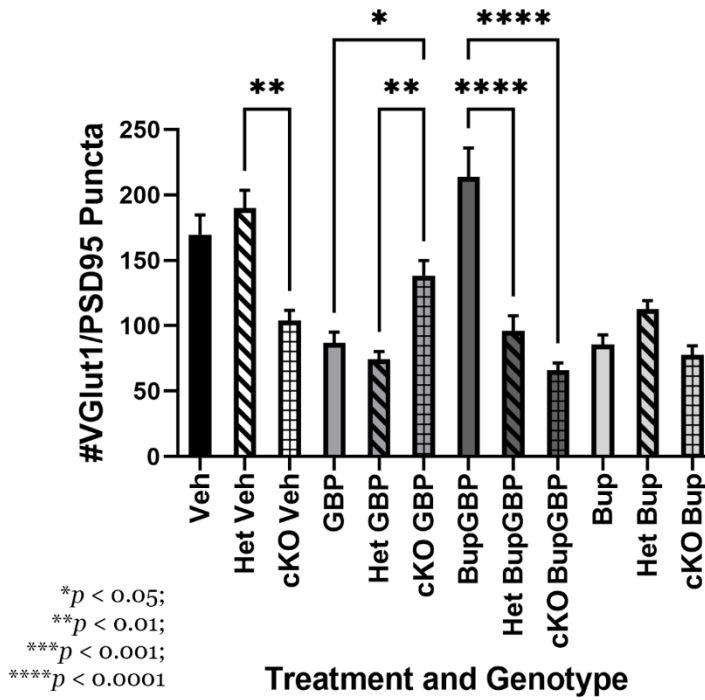 *
****
**
**
****
#VGlut1/PSD95 Puncta
250
200
150
100
50
0
Veh
Het Veh
cKO Veh
GBP
Het GBP
cKO GBP
BupGBP
Het BupGBP
cKO BupGBP
Bup
Het Bup
cKO Bup
*p < 0.05;
**p < 0.01;
***p < 0.001;
****p < 0.0001
Treatment and Genotype